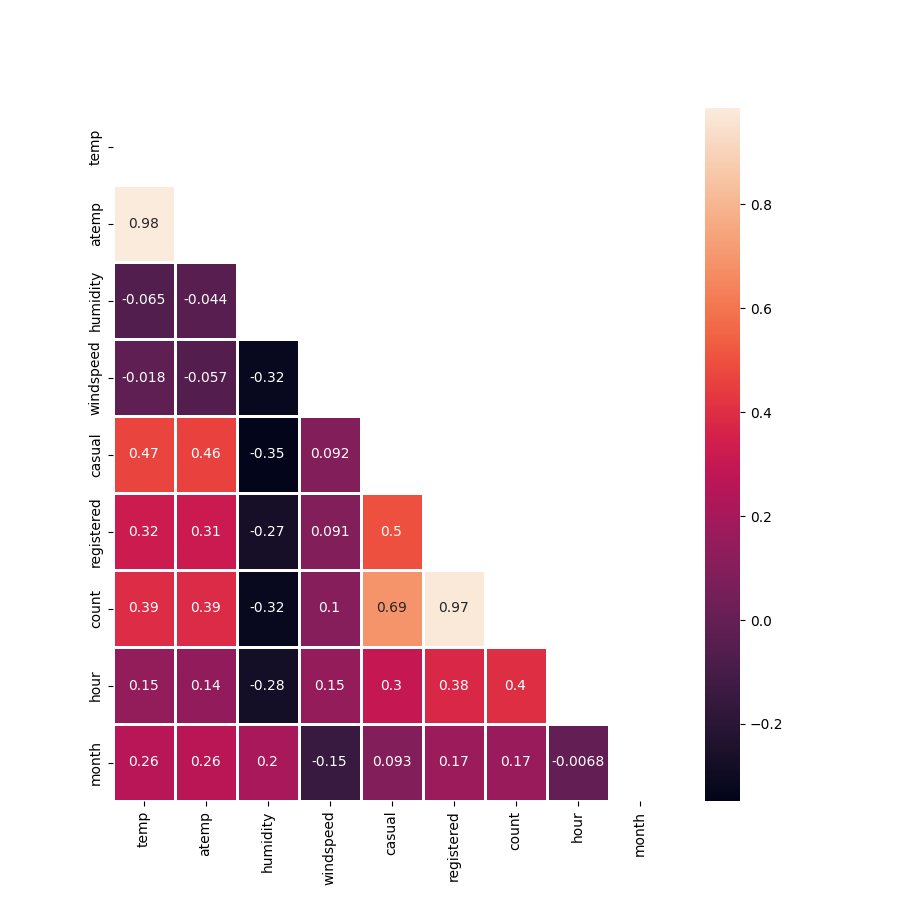 temp
atemp
0.98
humidity
-0.065 -0.044
windspeed
-0.018 -0.057 -0.32
casual
0.47 0.46 -0.35 0.092
registered
0.32 0.31 -0.27 0.091 0.5
count
0.39 0.39 -0.32 0.1 0.69 0.97
hour
0.15 0.14 -0.28 0.15 0.3 0.38 0.4
month
0.26 0.26 0.2 -0.15 0.093 0.17 0.17 -0.0068
temp atemp humidity windspeed casual registered count hour month
0.8
0.6
0.4
0.2
0.0
−0.2